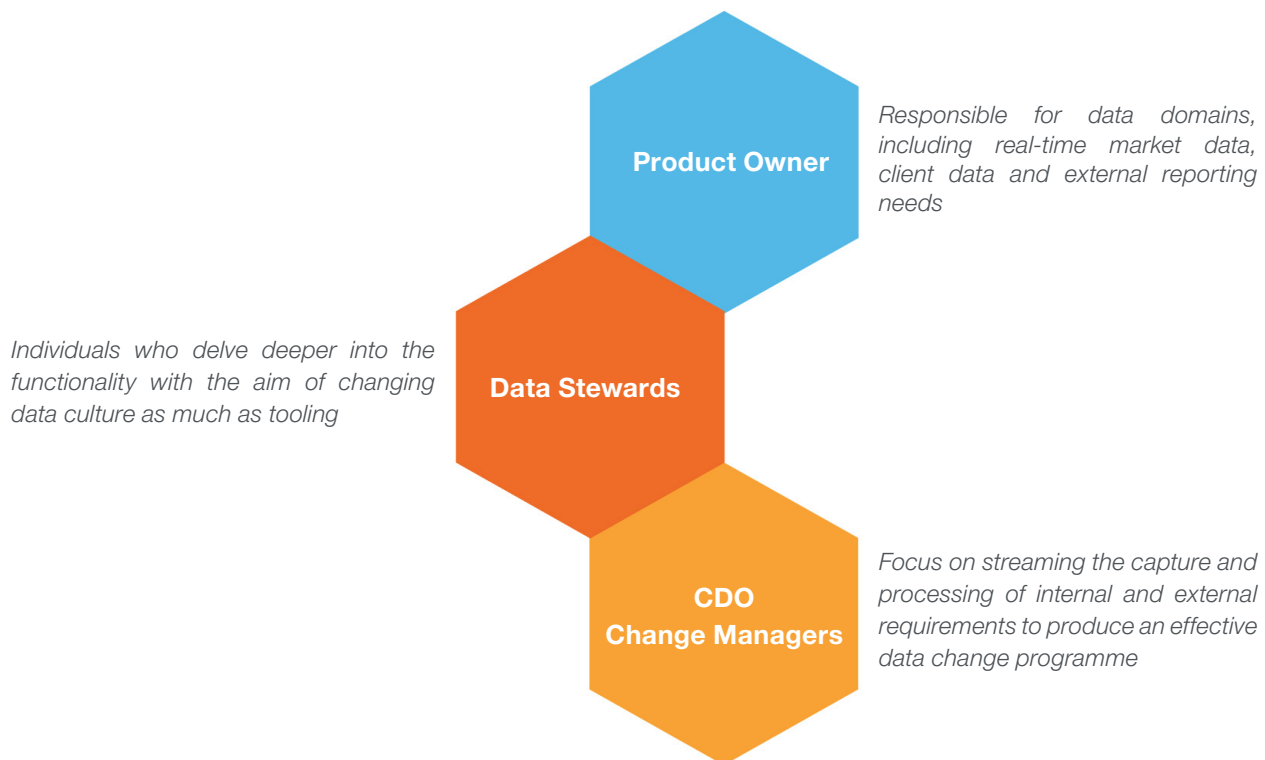 Product Owner
Responsible for data domains,
including real-time market data,
client data and external reporting
needs
Individuals who delve deeper into the
functionality with the aim of changing
data culture as much as tooling
Data Stewards
CDO
Change Managers
Focus on streaming the capture and
processing of internal and external
requirements to produce an effective
data change programme